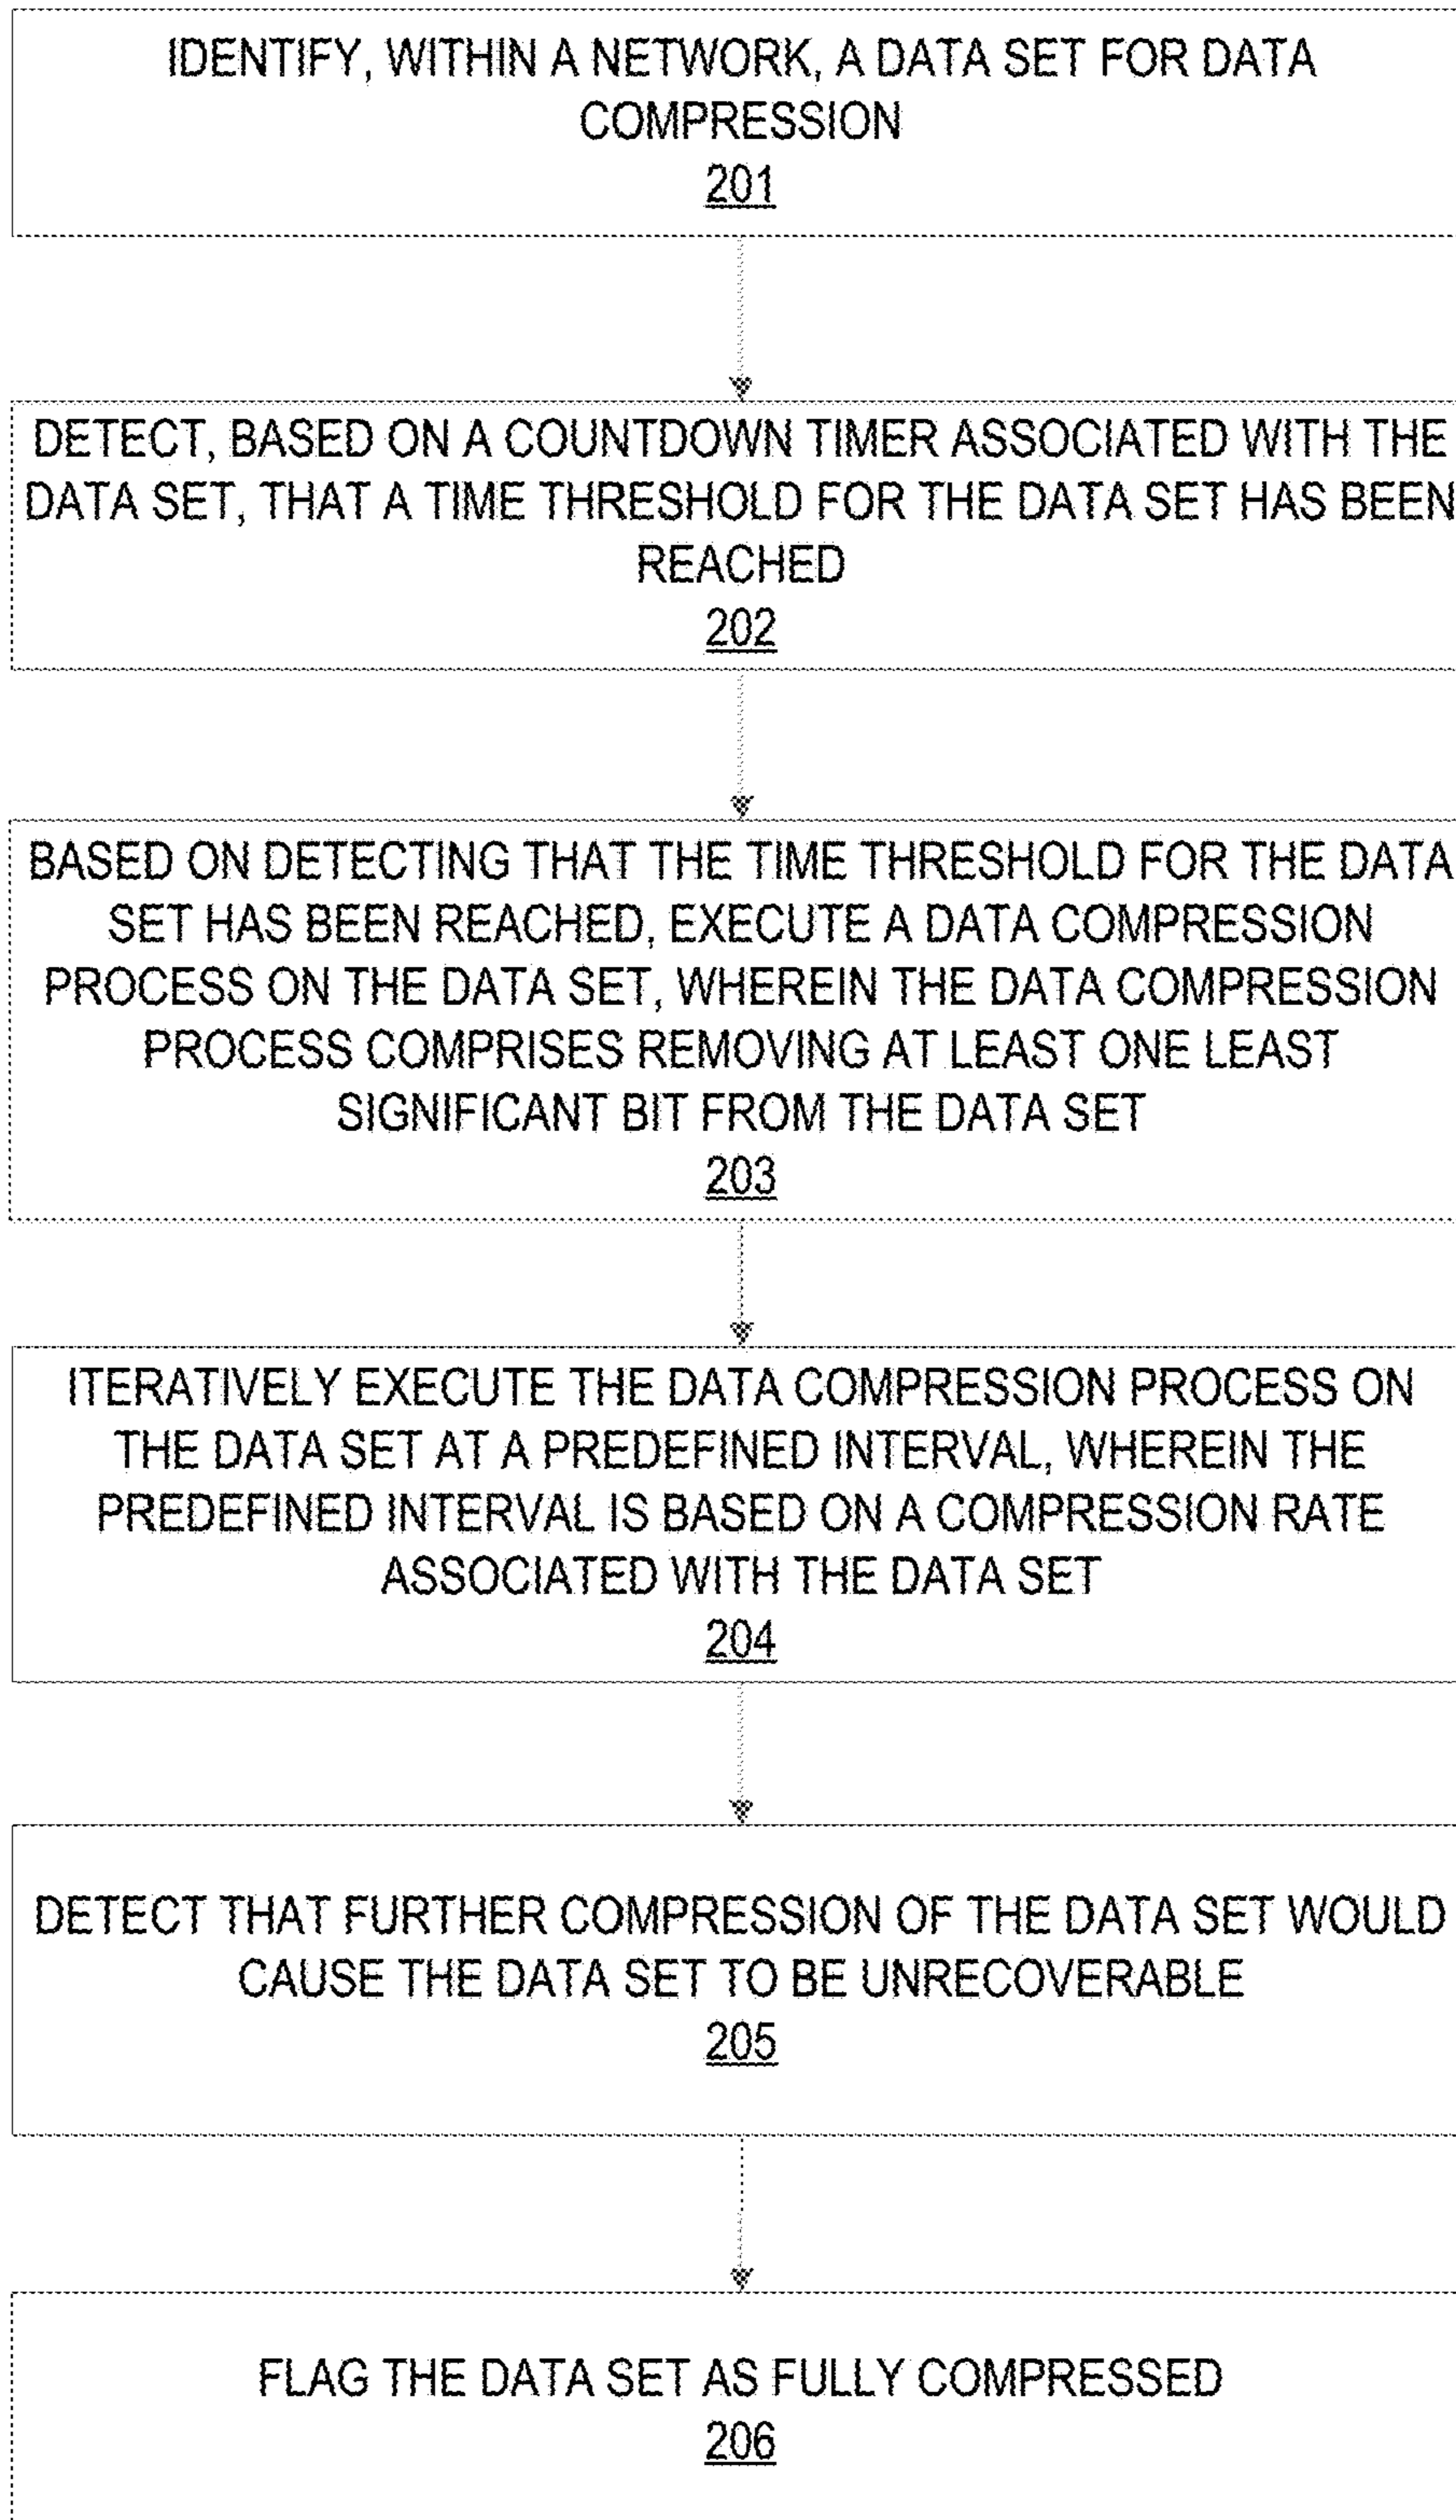 IDENTIFY, WITHIN A NETWORK, A DATA SET FOR DATA
COMPRESSION
201
DETECT, BASED ON A COUNTDOWN TIMER ASSOCIATED WITH THE
DATA SET, THAT A TIME THRESHOLD FOR THE DATA SET HAS BEEN
REACHED
202
BASED ON DETECTING THAT THE TIME THRESHOLD FOR THE DATA
SET HAS BEEN REACHED, EXECUTE A DATA COMPRESSION
PROCESS ON THE DATA SET, WHEREIN THE DATA COMPRESSION
PROCESS COMPRISES REMOVING AT LEAST ONE LEAST
SIGNIFICANT BIT FROM THE DATA SET
203
ITERATIVELY EXECUTE THE DATA COMPRESSION PROCESS ON
THE DATA SET AT A PREDEFINED INTERVAL, WHEREIN THE
PREDEFINED INTERVAL IS BASED ON A COMPRESSION RATE
ASSOCIATED WITH THE DATA SET
204
DETECT THAT FURTHER COMPRESSION OF THE DATA SET WOULD
CAUSE THE DATA SET TO BE UNRECOVERABLE
205
FLAG THE DATA SET AS FULLY COMPRESSED
206